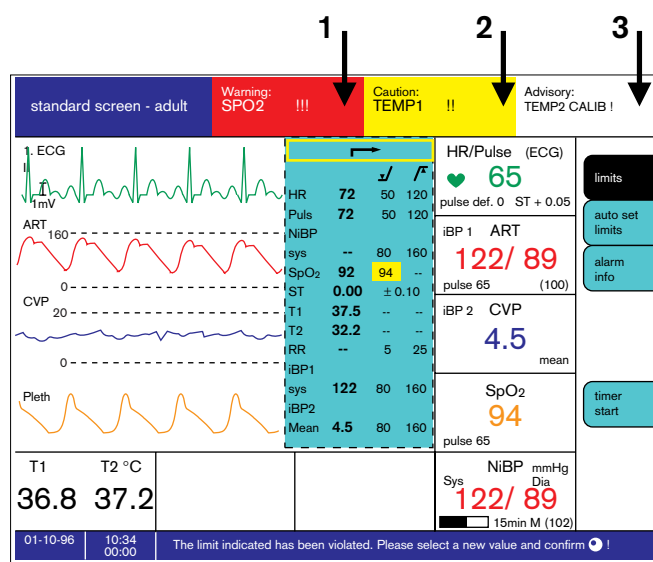 1 2 3
standard screen - adult
Warning:
SPO2 !!!
Caution:
TEMP1 !!
Advisory:
TEMP2 CALIB !
1. ECG
II
1mV
ART
160
0
CVP
20
0
Pleth
HR 72 50 120
Puls 72 50 120
NiBP
sys -- 80 160
SpO2 92 94 --
ST 0.00 ± 0.10
T1 37.5 -- --
T2 32.2 -- --
RR -- 5 25
iBP1
sys 122 80 160
iBP2
Mean 4.5 80 160
HR/Pulse (ECG)
65
pulse def. 0 ST + 0.05
iBP 1 ART
122/ 89
pulse 65 (100)
iBP 2 CVP
4.5
mean
SpO2
94
pulse 65
NiBP mmHg
Sys Dia
122/ 89
15min M (102)
limits
auto set
limits
alarm
info
timer
start
T1 T2 °C
36.8 37.2
01-10-96
10:34
00:00
The limit indicated has been violated. Please select a new value and confirm !